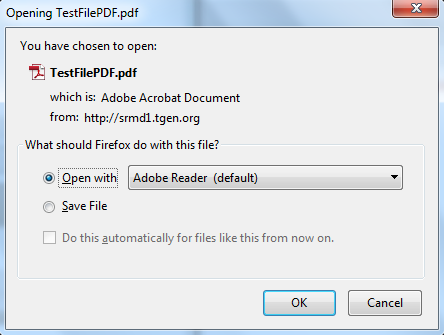 Opening TestFilePDF.pdf
You have chosen to open:
TestFilePDF.pdf
which is: Adobe Acrobat Document
from: http://srmd1.tgen.org
What should Firefox do with this file?
Open with Adobe Reader (default)
Save File
Do this automatically for files like this from now on.
OK Cancel